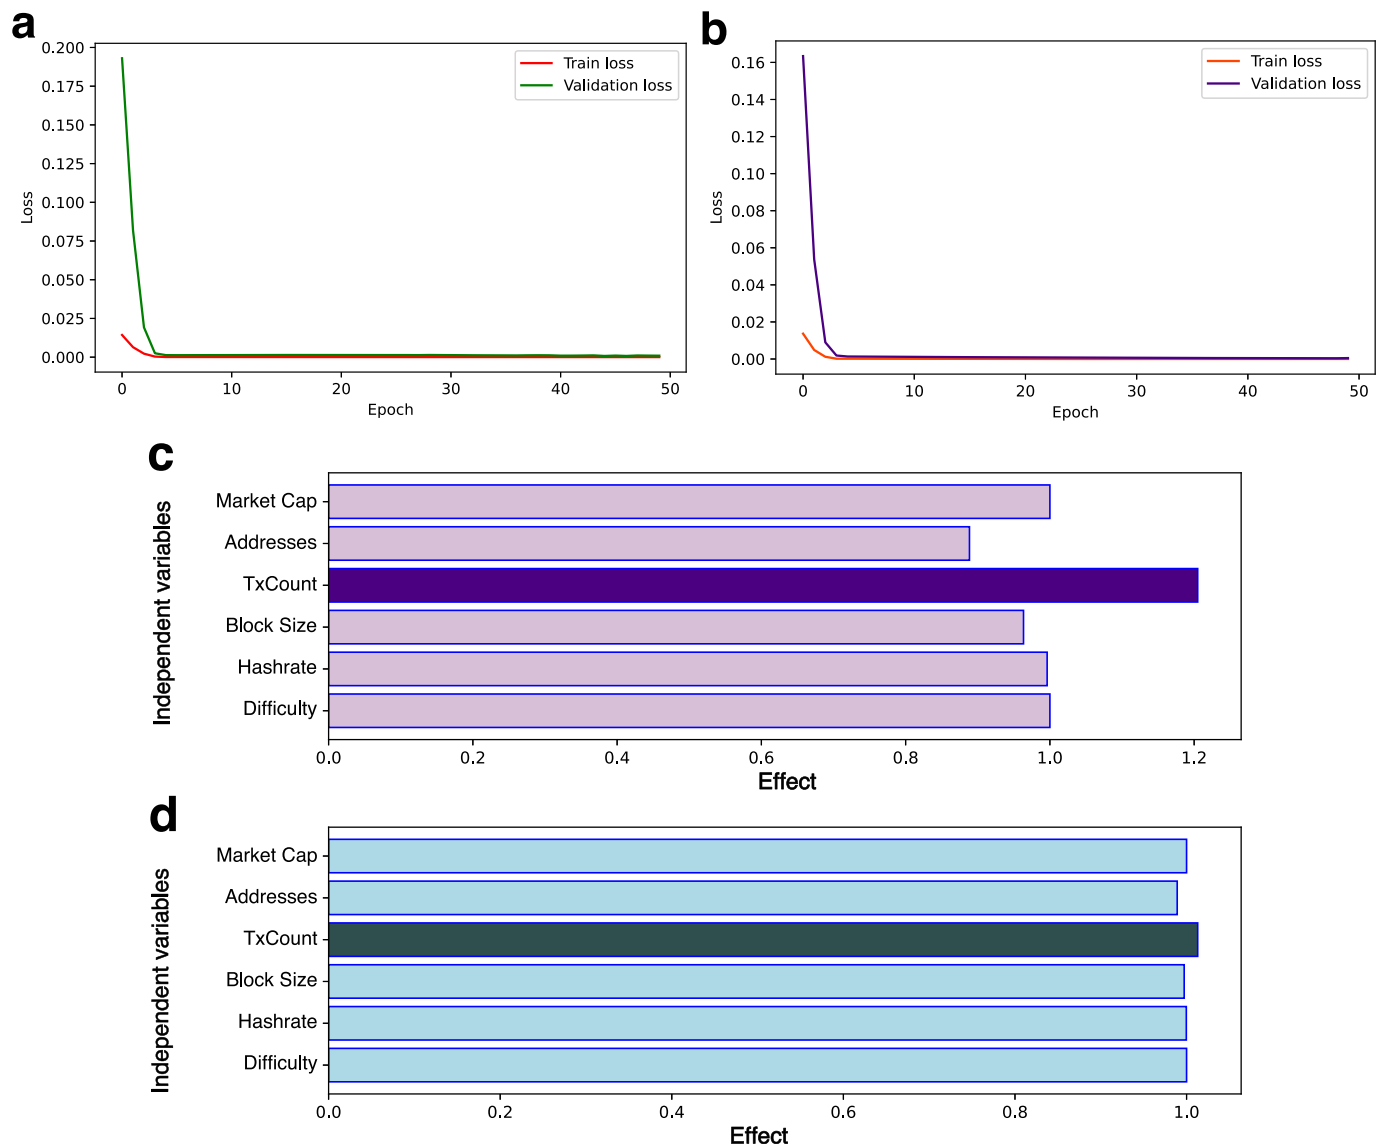 a
0.200
0.175
0.150
0.125
0.100
0.075
0.050
0.025
0.000
Loss
Train loss
Validation loss
0 10 20 30 40 50
Epoch
b
0.16
0.14
0.12
0.10
0.08
0.06
0.04
0.02
0.00
Loss
Train loss
Validation loss
0 10 20 30 40 50
Epoch
c
Independent variables
Market Cap
Addresses
TxCount
Block Size
Hashrate
Difficulty
0.0 0.2 0.4 0.6 0.8 1.0 1.2
Effect
d
Independent variables
Market Cap
Addresses
TxCount
Block Size
Hashrate
Difficulty
0.0 0.2 0.4 0.6 0.8 1.0
Effect